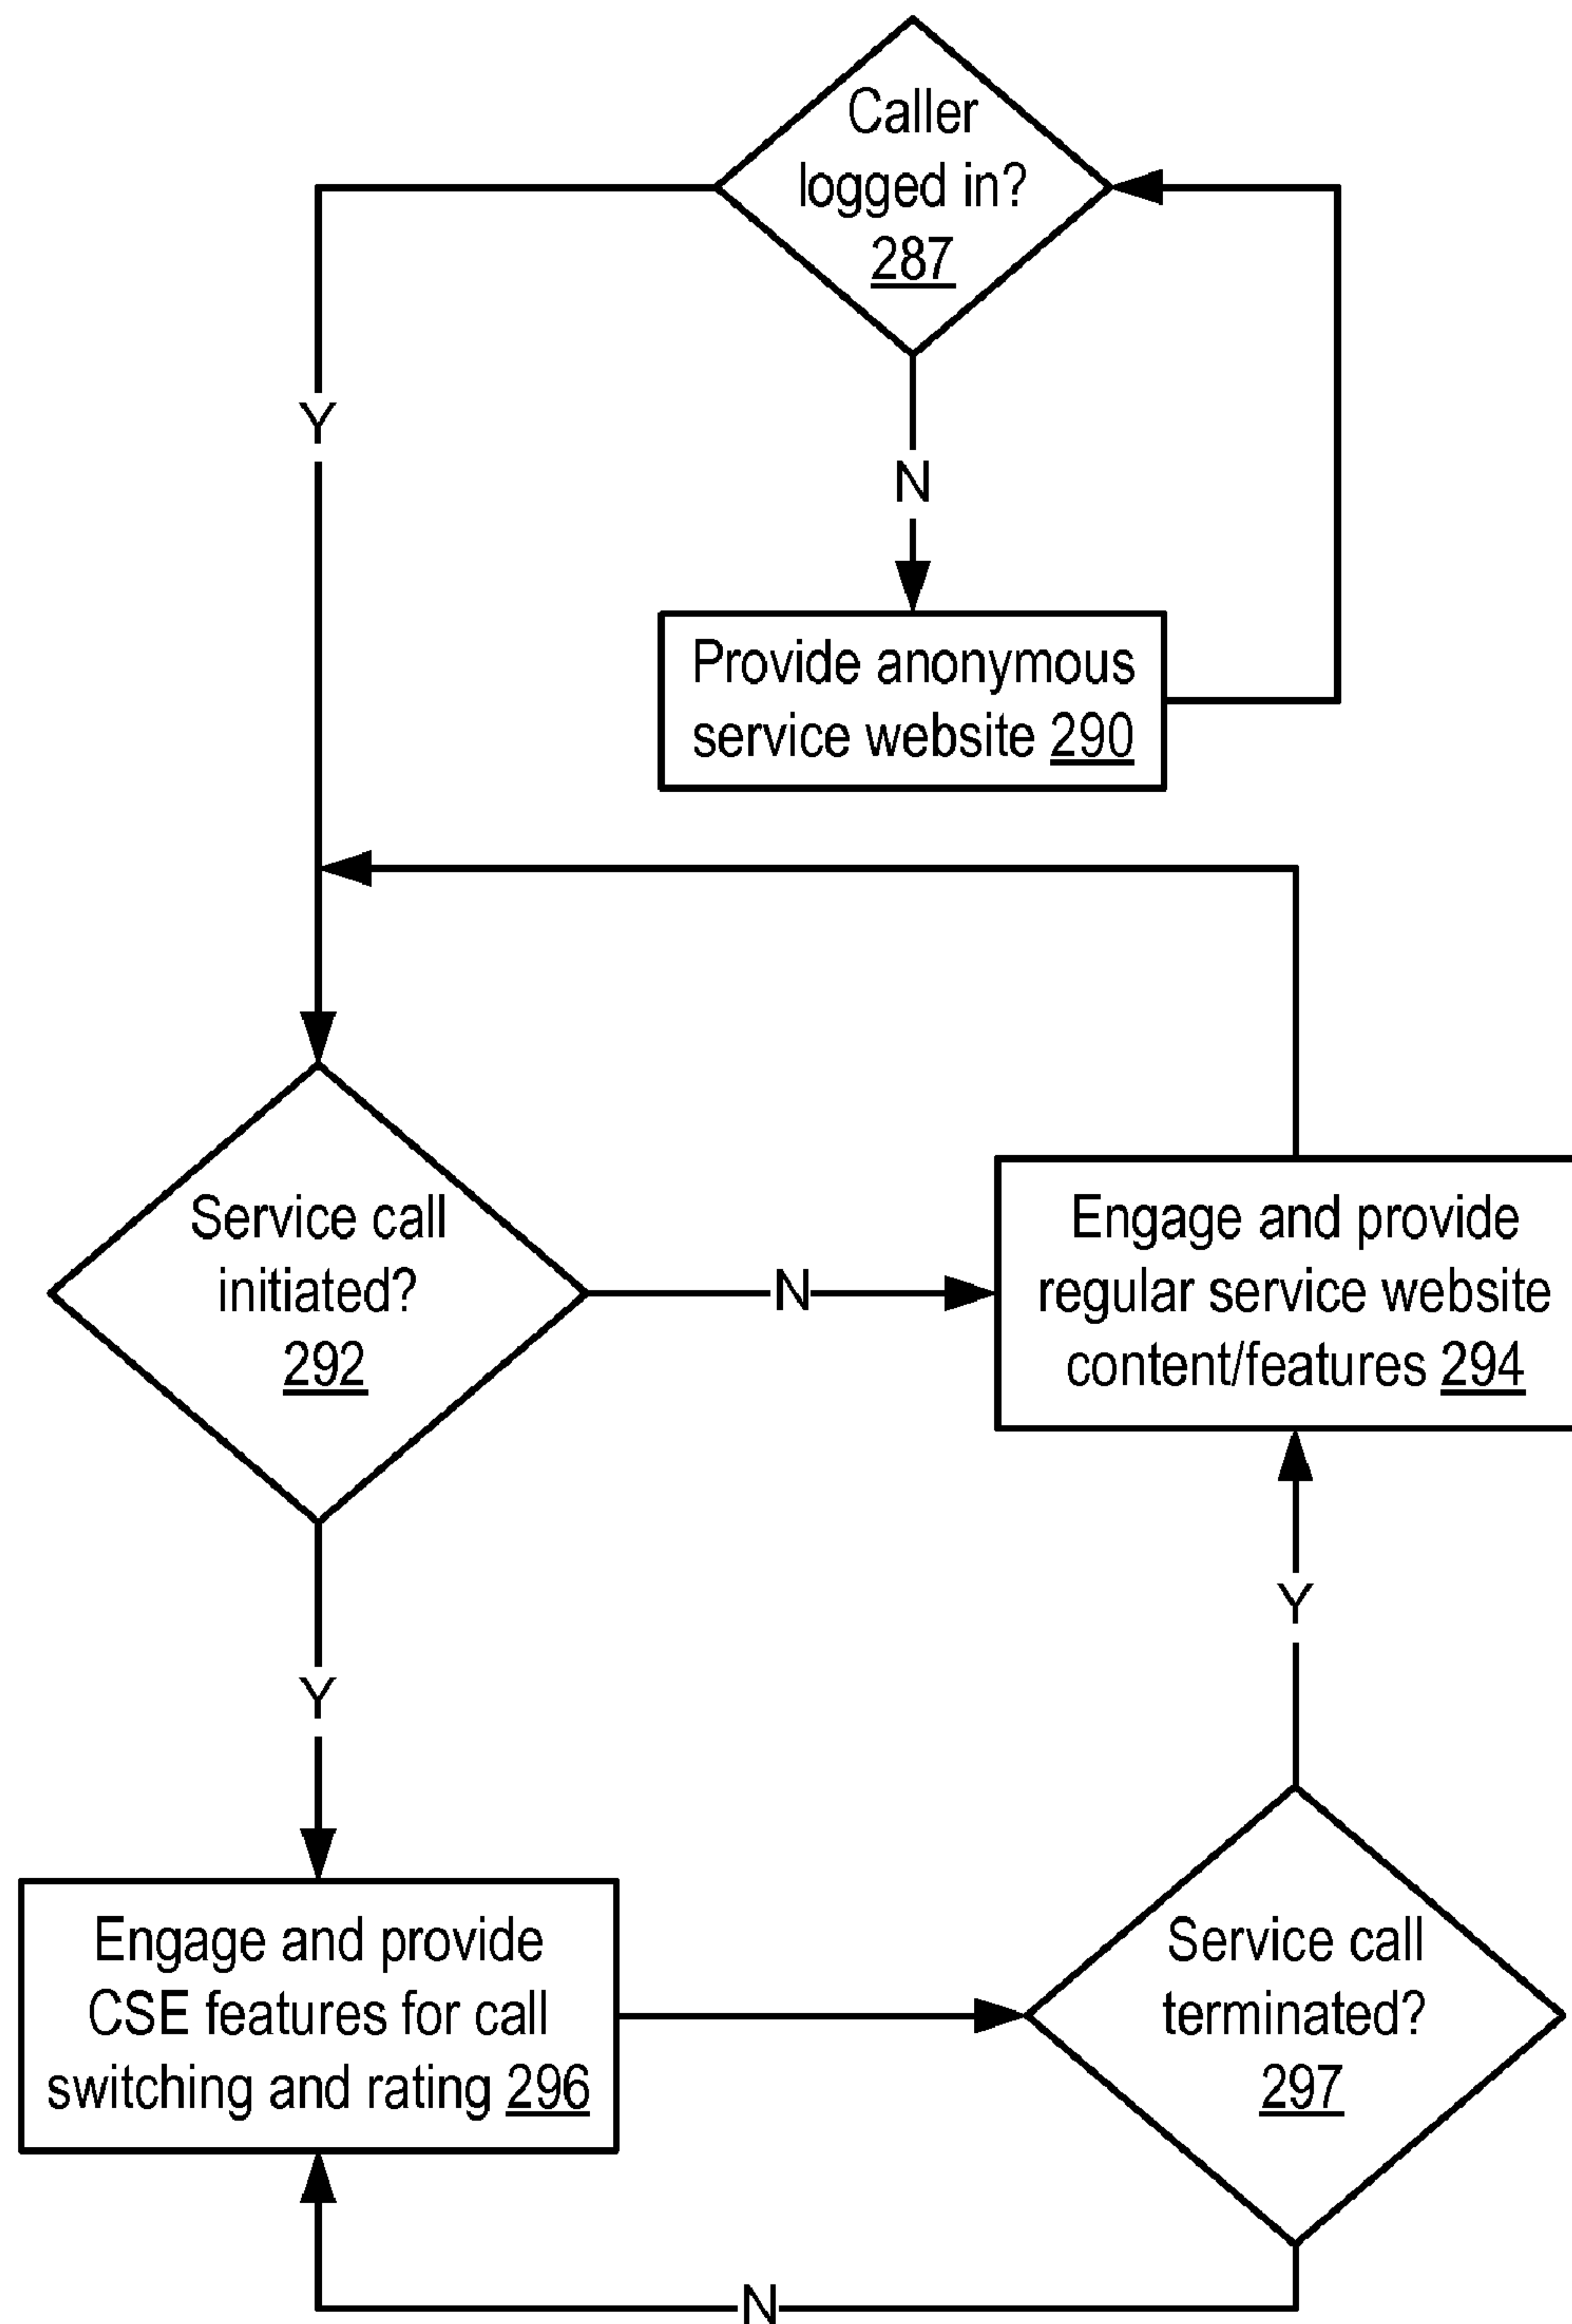 Caller
logged in?
287
Y
N
Provide anonymous
service website 290
Service call
initiated?
292
N
Engage and provide
regular service website
content/features 294
Y
Y
Engage and provide
CSE features for call
switching and rating 296
Service call
terminated?
297
N